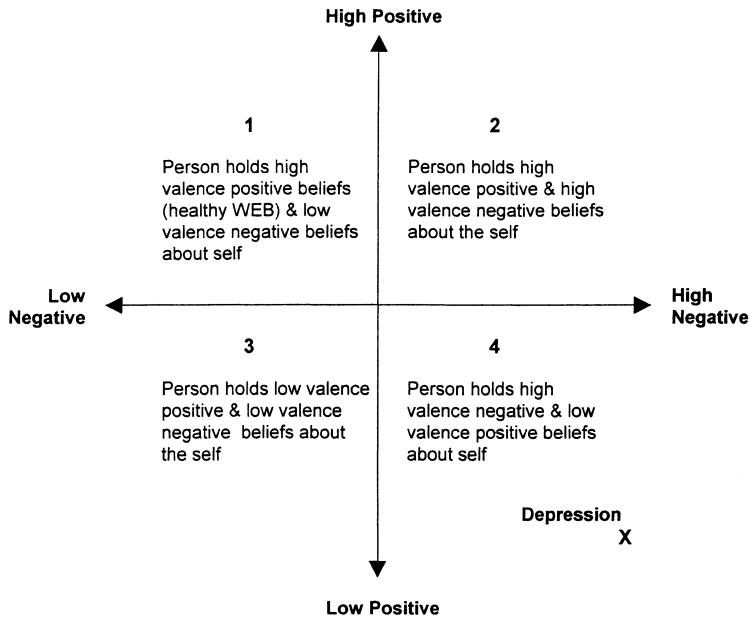 High Positive
1
Person holds high
valence positive beliefs
(healthy WEB) & low
valence negative beliefs
about self
2
Person holds high
valence positive & high
valence negative beliefs
about the self
Low
Negative
High
Negative
3
Person holds low valence
positive & low valence
negative beliefs about
the self
4
Person holds high
valence negative & low
valence positive beliefs
about self
Depression
X
Low Positive